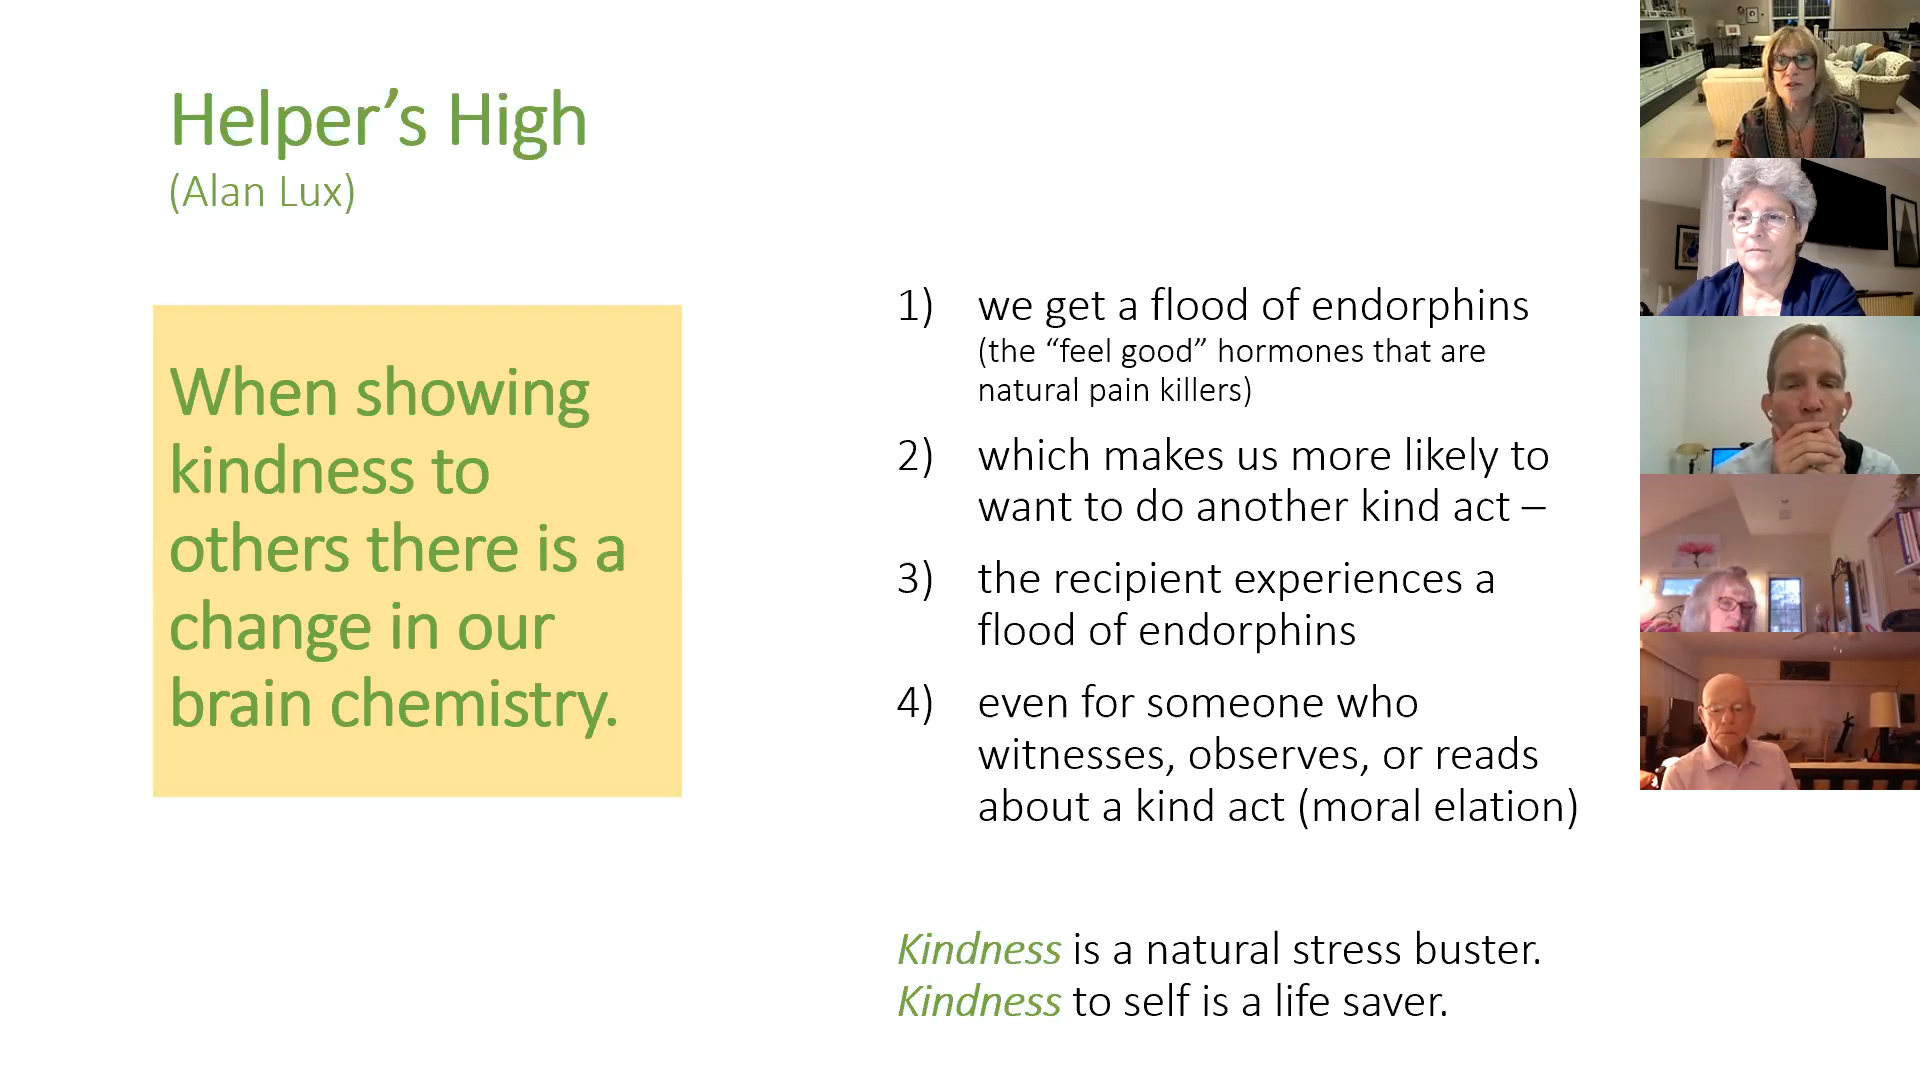 Helper’s High
(Alan Lux)
When showing
kindness to
others there is a
change in our
brain chemistry.
1) we get a flood of endorphins
(the “feel good” hormones that are
natural pain killers)
2) which makes us more likely to
want to do another kind act –
3) the recipient experiences a
flood of endorphins
4) even for someone who
witnesses, observes, or reads
about a kind act (moral elation)
Kindness is a natural stress buster.
Kindness to self is a life saver.